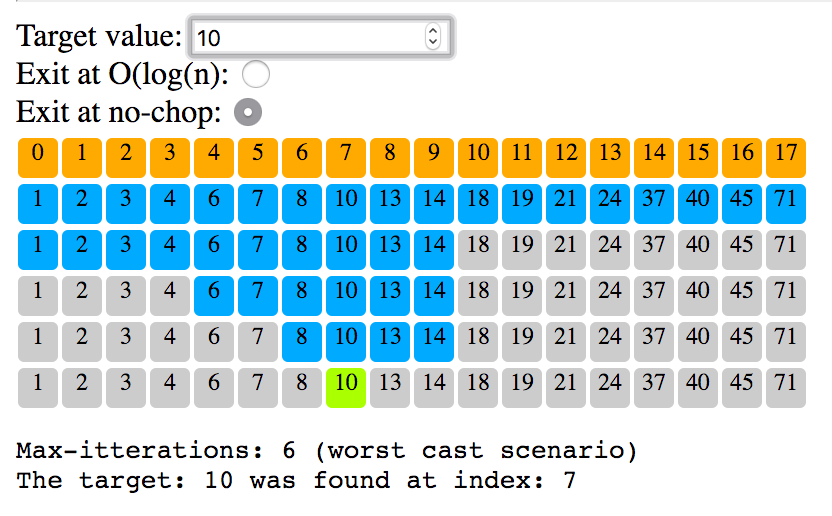 Target value: 10
Exit at O(log(n):
Exit at no-chop:
0 1 2 3 4 5 6 7 8 9 10 11 12 13 14 15 16 17
1 2 3 4 6 7 8 10 13 14 18 19 21 24 37 40 45 71
1 2 3 4 6 7 8 10 13 14 18 19 21 24 37 40 45 71
1 2 3 4 6 7 8 10 13 14 18 19 21 24 37 40 45 71
1 2 3 4 6 7 8 10 13 14 18 19 21 24 37 40 45 71
1 2 3 4 6 7 8 10 13 14 18 19 21 24 37 40 45 71
Max-itterations: 6 (worst cast scenario)
The target: 10 was found at index: 7